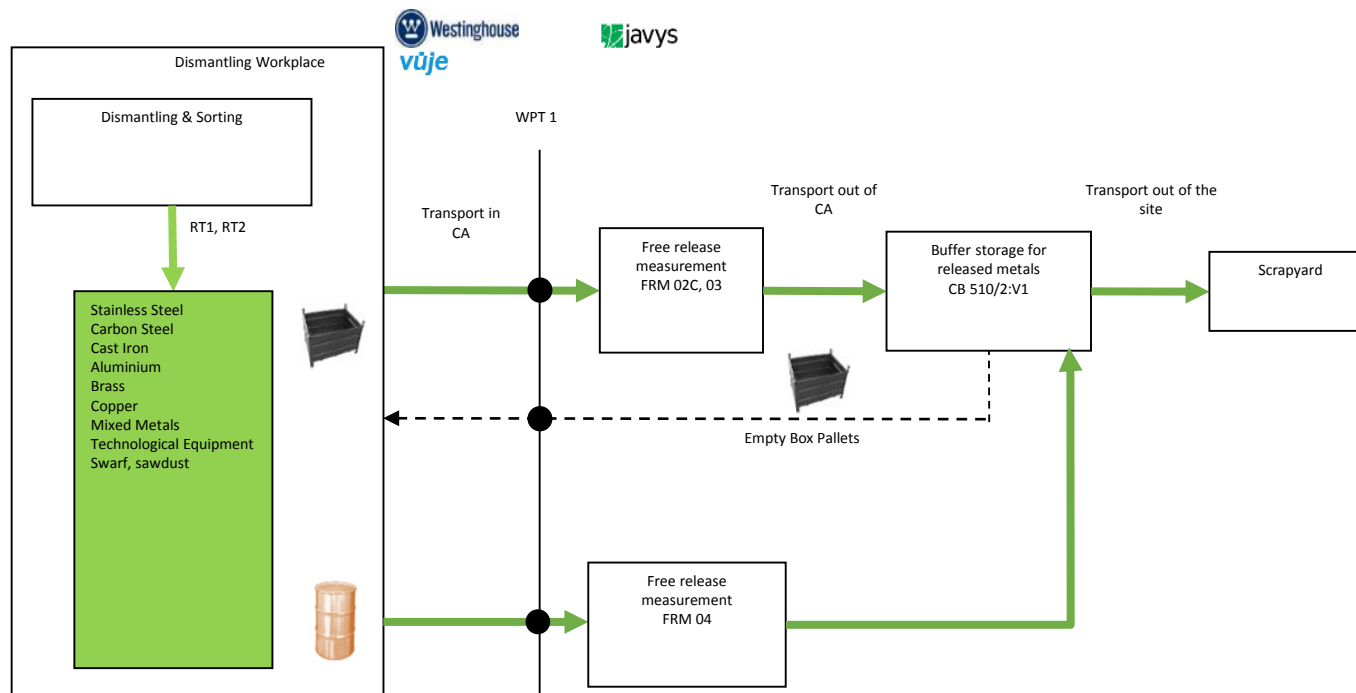 Westinghouse
vúje
javys
Dismantling Workplace
Dismantling & Sorting
WPT 1
RT1, RT2
Transport in
CA
Transport out of
CA
Transport out of the
site
Free release
measurement
FRM 02C, 03
Buffer storage for
released metals
CB 510/2:V1
Scrapyard
Stainless Steel
Carbon Steel
Cast Iron
Aluminium
Brass
Copper
Mixed Metals
Technological Equipment
Swarf, sawdust
Empty Box Pallets
Free release
measurement
FRM 04